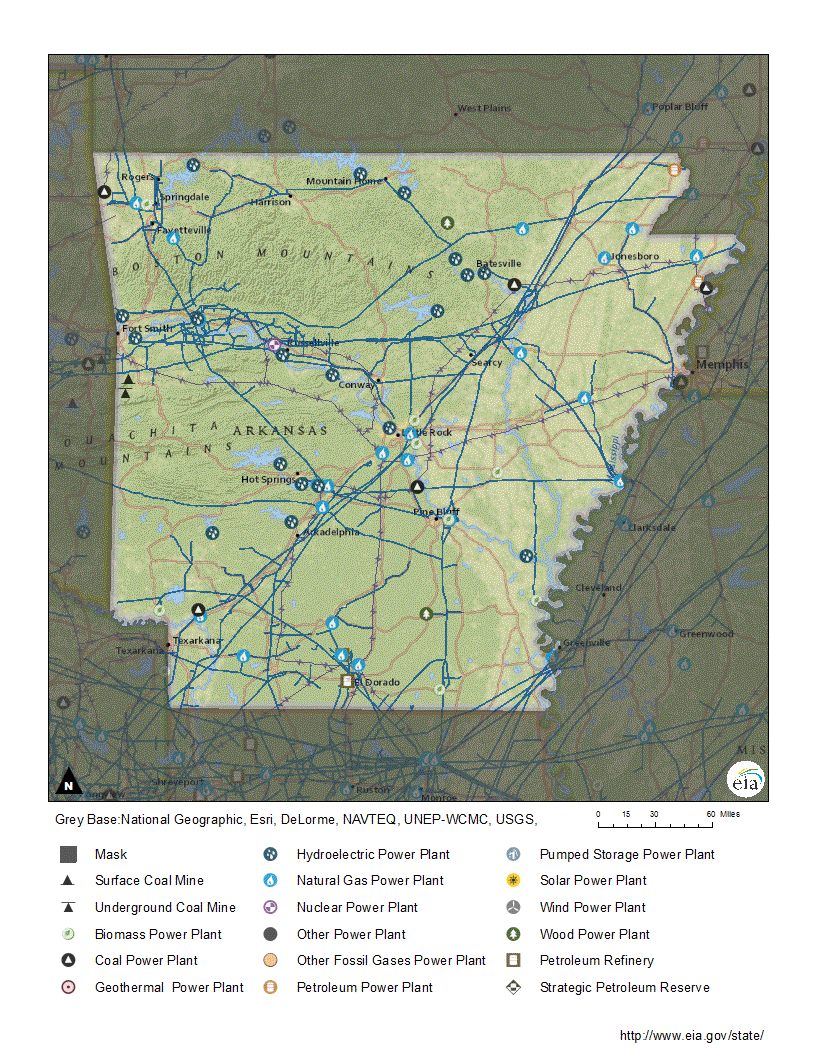 West Plains
Poplar Bluff
Rogers
Mountain Home
Springdale
Harrison
Fayetteville
BOSTON MOUNTAINS
Batesville
Jonesboro
Fort Smith
Russellville
Searcy
Memphis
Conway
OUACHITA
MOUNTAINS
ARKANSAS
Little Rock
Mississippi
Hot Springs
Pine Bluff
Clarksdale
Arkadelphia
Cleveland
Texarkana
Texarkana
Greenville
Greenwood
El Dorado
MIS
Shreveport
Ruston
Monroe
N
eia
Grey Base:National Geographic, Esri, DeLorme, NAVTEQ, UNEP-WCMC, USGS,
0 15 30 60 Miles
Mask
Hydroelectric Power Plant
Pumped Storage Power Plant
Surface Coal Mine
Natural Gas Power Plant
Solar Power Plant
Underground Coal Mine
Nuclear Power Plant
Wind Power Plant
Biomass Power Plant
Other Power Plant
Wood Power Plant
Coal Power Plant
Other Fossil Gases Power Plant
Petroleum Refinery
Geothermal Power Plant
Petroleum Power Plant
Strategic Petroleum Reserve
http://www.eia.gov/state/